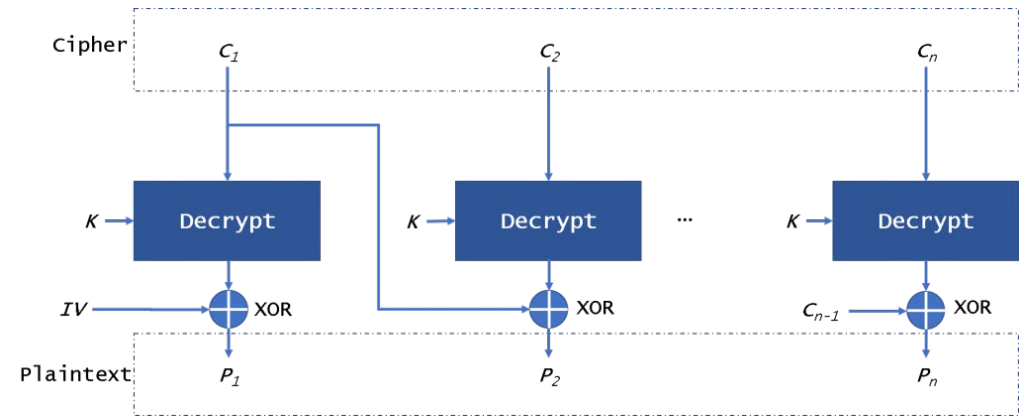 Cipher C1 C2 Cn
K Decrypt K Decrypt ... K Decrypt
IV XOR XOR Cn-1 XOR
Plaintext P1 P2 Pn